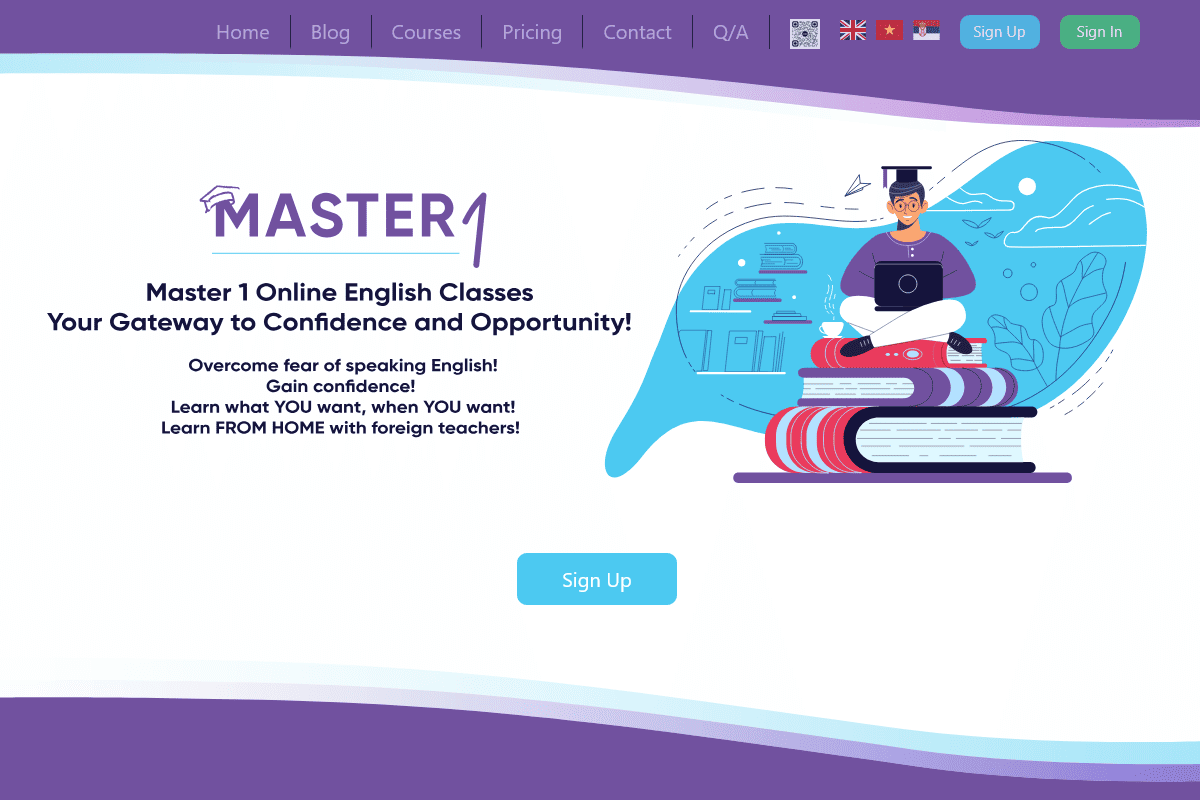 Home
Blog
Courses
Pricing
Contact
Q/A
Sign Up
Sign In
MASTER 1
Master 1 Online English Classes
Your Gateway to Confidence and Opportunity!
Overcome fear of speaking English!
Gain confidence!
Learn what YOU want, when YOU want!
Learn FROM HOME with foreign teachers!
Sign Up